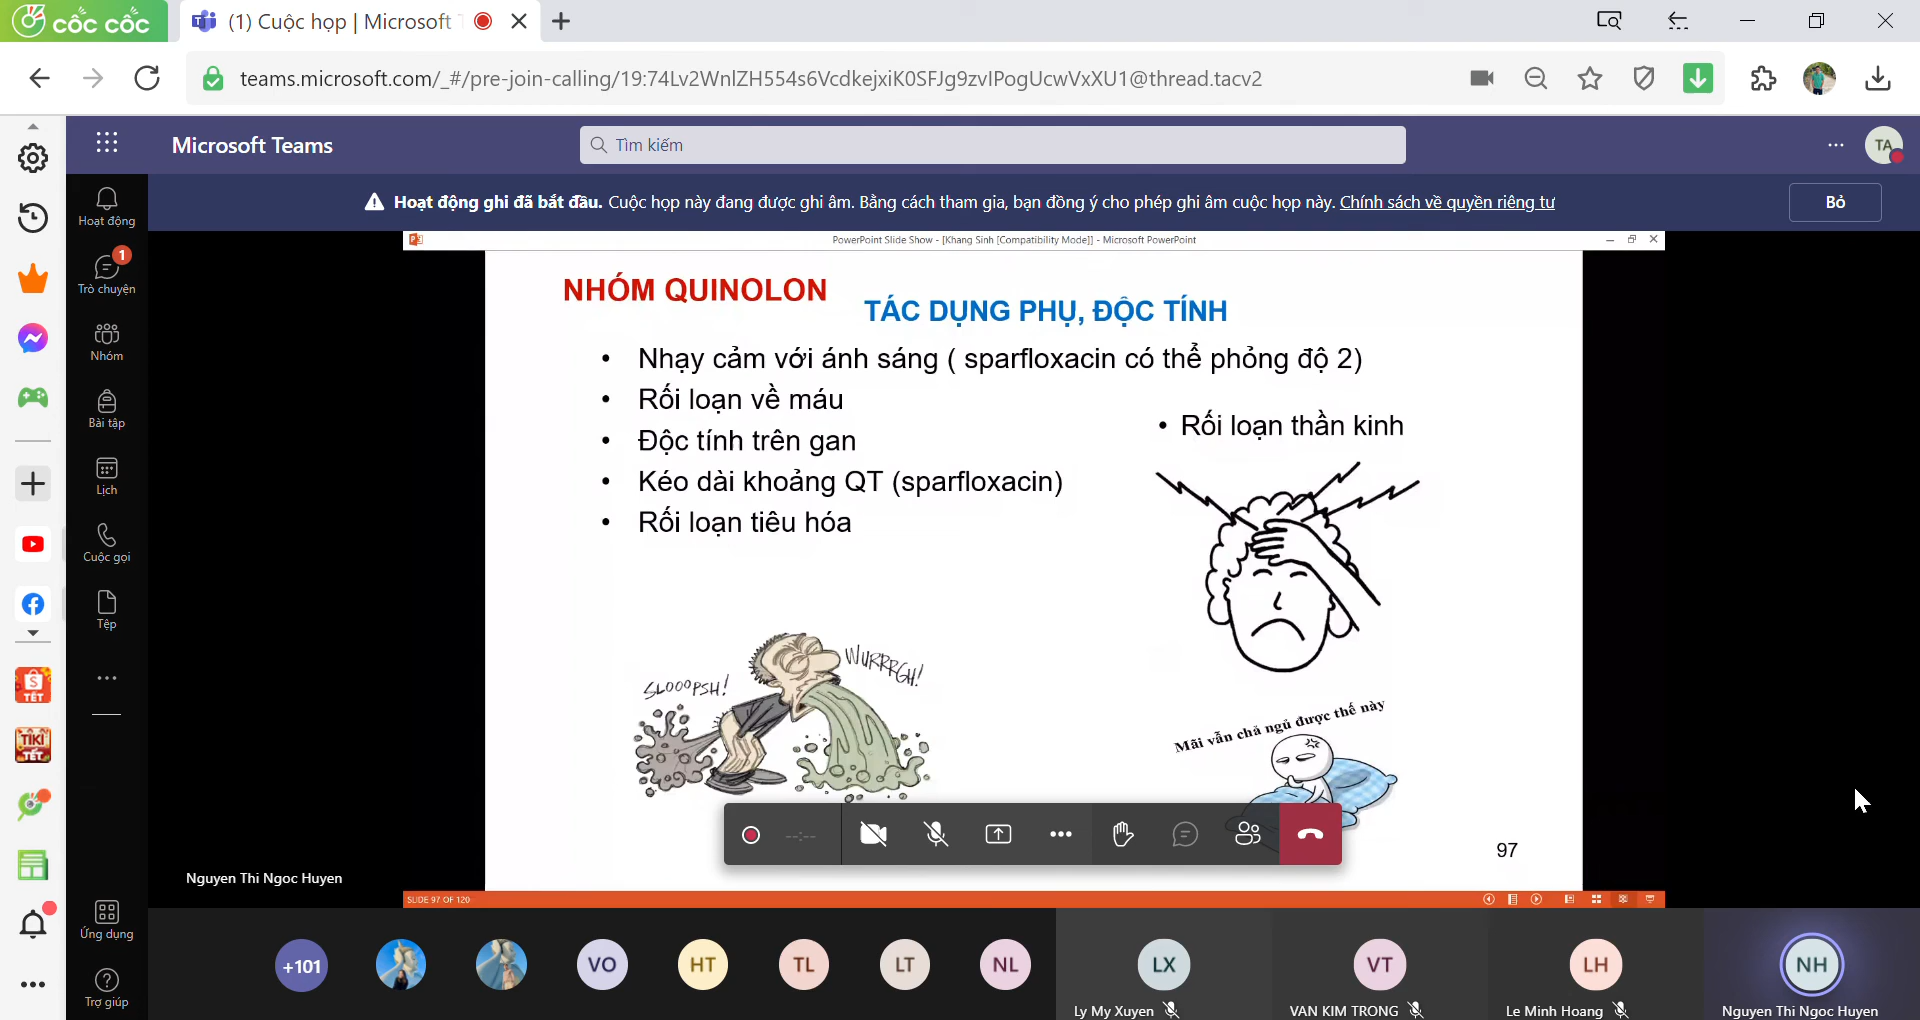 cốc cốc
(1) Cuộc họp | Microsoft
teams.microsoft.com/_#/pre-join-calling/19:74Lv2WnlZH554s6VcdkejxiK0SFJg9zvIPogUcwVxXU1@thread.tacv2
Microsoft Teams
Tìm kiếm
TA
Hoạt động ghi đã bắt đầu. Cuộc họp này đang được ghi âm. Bằng cách tham gia, bạn đồng ý cho phép ghi âm cuộc họp này. Chính sách về quyền riêng tư
Bỏ
Hoạt động
1
Trò chuyện
Nhóm
Bài tập
Lịch
Cuộc gọi
Tệp
Ứng dụng
Trợ giúp
TẾT
TIKI
TẾT
PowerPoint Slide Show - [Khang Sinh [Compatibility Mode]] - Microsoft PowerPoint
NHÓM QUINOLON
TÁC DỤNG PHỤ, ĐỘC TÍNH
• Nhạy cảm với ánh sáng ( sparfloxacin có thể phỏng độ 2)
• Rối loạn về máu
• Độc tính trên gan
• Kéo dài khoảng QT (sparfloxacin)
• Rối loạn tiêu hóa
• Rối loạn thần kinh
SLOOOPSH!
WURRRGH!
Mãi vẫn chả ngủ được thế này
--:--
97
Nguyen Thi Ngoc Huyen
SLIDE 97 OF 120
+101
VO
HT
TL
LT
NL
LX
Ly My Xuyen
VT
VAN KIM TRONG
LH
Le Minh Hoang
NH
Nguyen Thi Ngoc Huyen